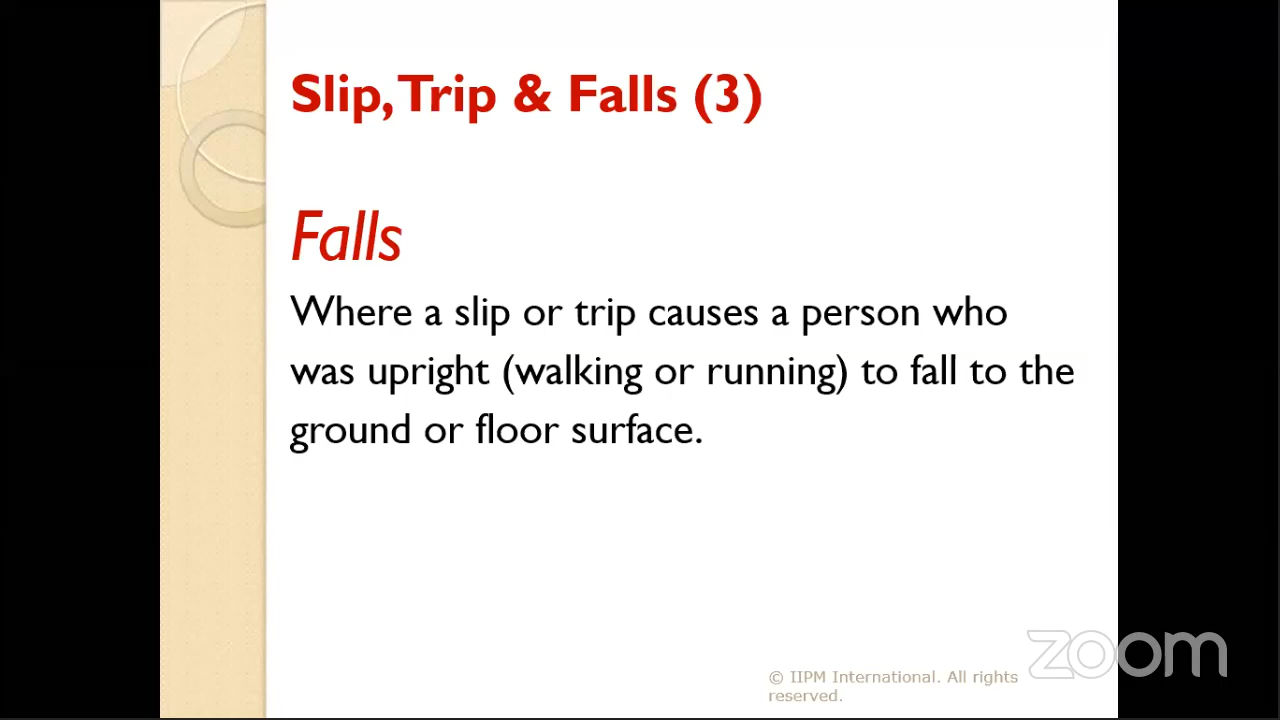 Slip, Trip & Falls (3)
Falls
Where a slip or trip causes a person who
was upright (walking or running) to fall to the
ground or floor surface.
zoom
© IIPM International. All rights
reserved.